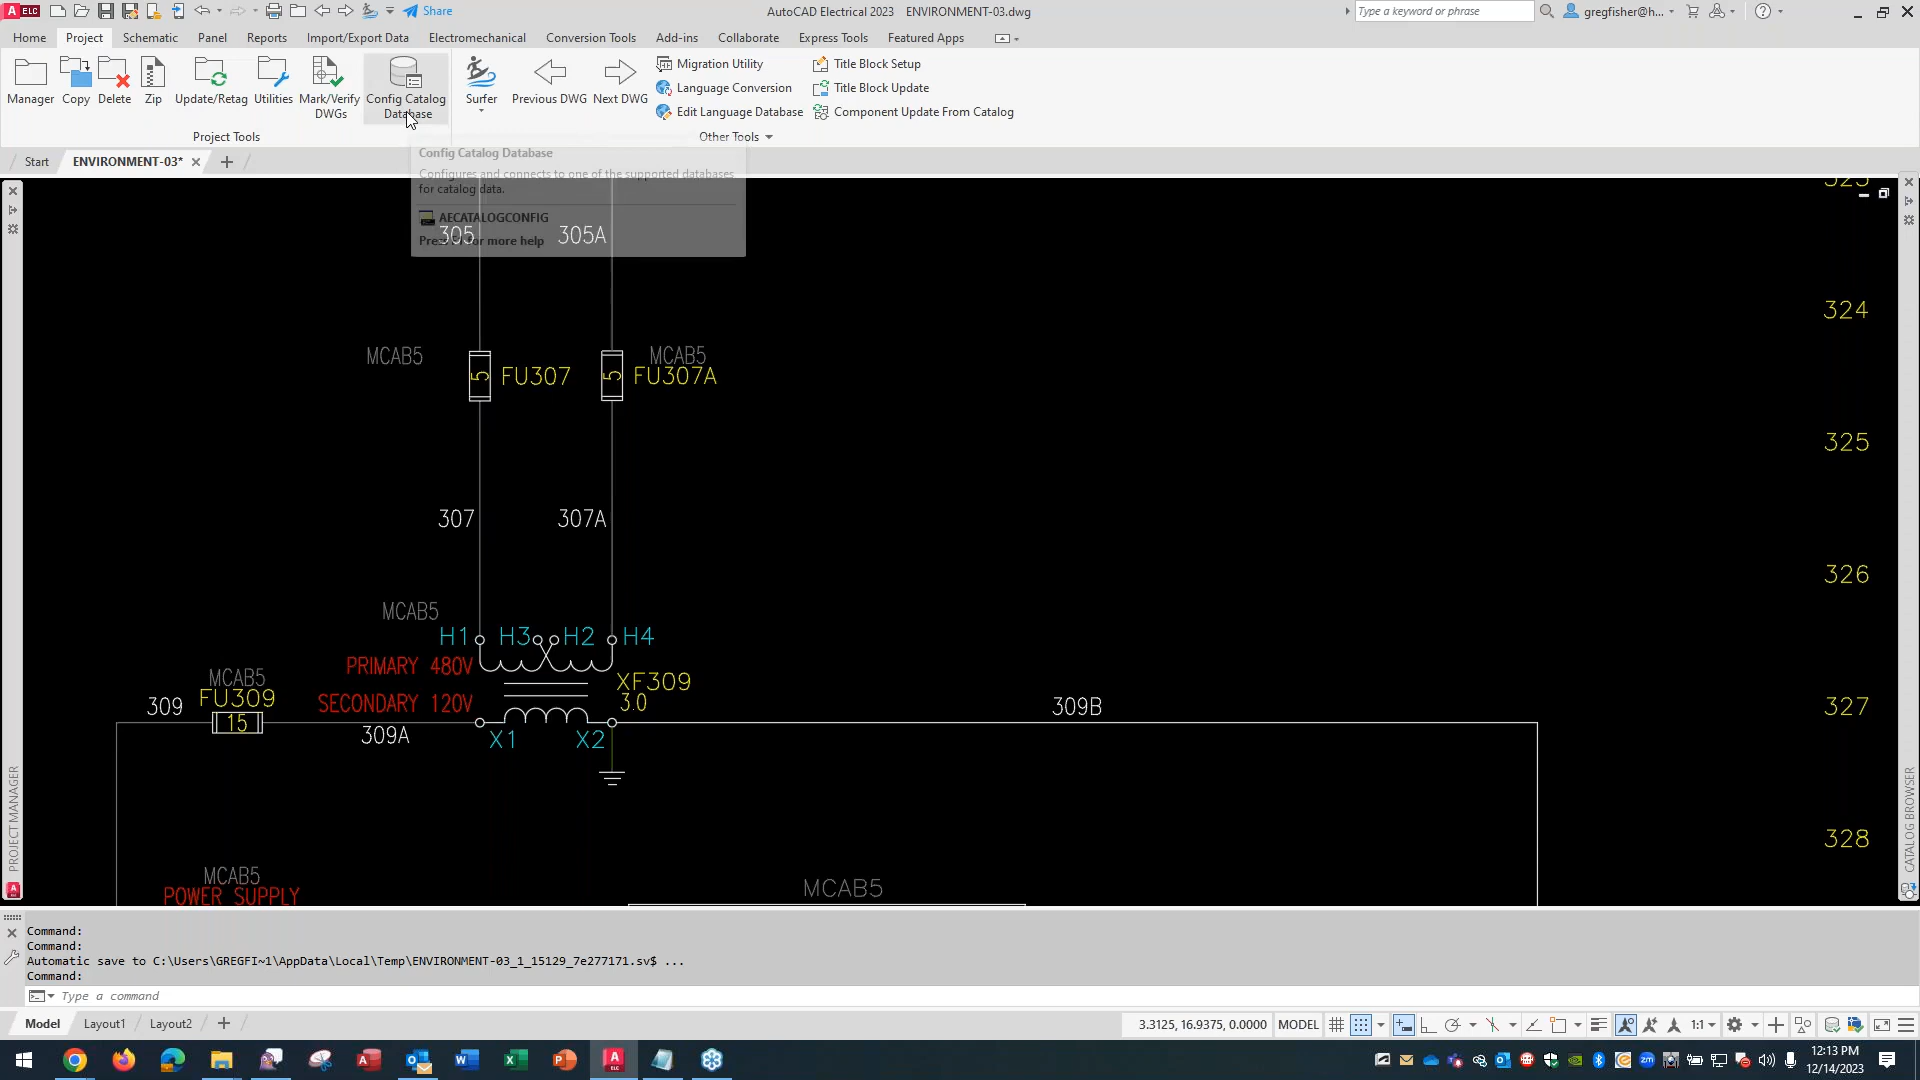 A ELC
Share
AutoCAD Electrical 2023 ENVIRONMENT-03.dwg
Type a keyword or phrase
gregfisher@h...
Home Project Schematic Panel Reports Import/Export Data Electromechanical Conversion Tools Add-ins Collaborate Express Tools Featured Apps
Manager Copy Delete Zip Update/Retag Utilities Mark/Verify DWGs Config Catalog Database
Surfer Previous DWG Next DWG
Migration Utility Title Block Setup
Language Conversion Title Block Update
Edit Language Database Component Update From Catalog
Project Tools Other Tools
Start ENVIRONMENT-03*
Config Catalog Database
Configures and connects to one of the supported databases
for catalog data.
AECATALOGCONFIG
for more help
305 305A
323
324
MCAB5 MCAB5
5 FU307 5 FU307A
325
307 307A
326
MCAB5
H1 H3 H2 H4
PRIMARY 480V
MCAB5
FU309
XF309
3.0
309 SECONDARY 120V 309B 327
15
309A X1 X2
328
MCAB5
POWER SUPPLY
MCAB5
PROJECT MANAGER
CATALOG BROWSER
Command:
Command:
Automatic save to C:\Users\GREGFI~1\AppData\Local\Temp\ENVIRONMENT-03_1_15129_7e277171.sv$ ...
Command:
Type a command
Model Layout1 Layout2
3.3125, 16.9375, 0.0000 MODEL 1:1
12:13 PM
12/14/2023